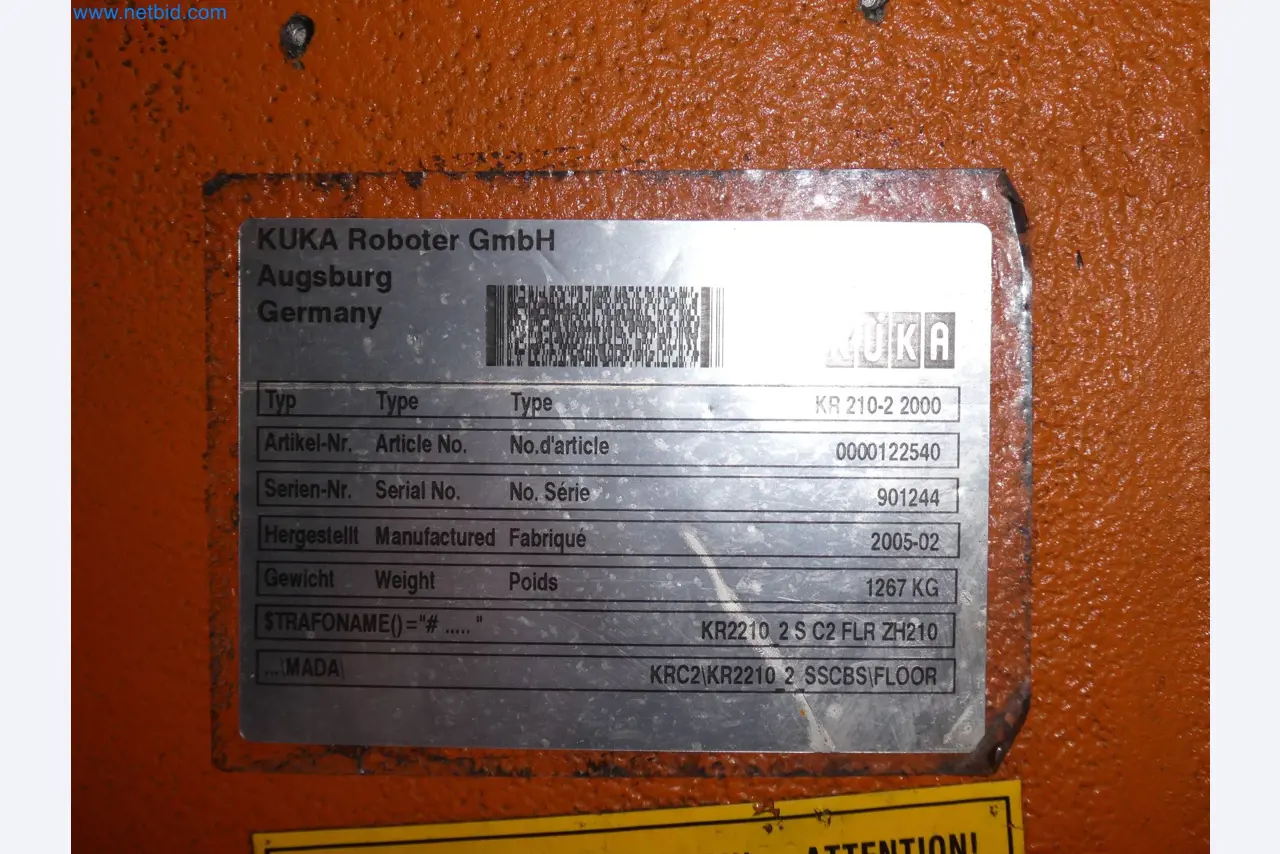 www.netbid.com
KUKA Roboter GmbH
Augsburg
Germany
KUKA
Typ Type Type KR 210-2 2000
Artikel-Nr. Article No. No.d'article 0000122540
Serien-Nr. Serial No. No. Série 901244
Hergestellt Manufactured Fabriqué 2005-02
Gewicht Weight Poids 1267 KG
$TRAFONAME()="# ..... " KR2210_2 S C2 FLR ZH210
...\MADA\ KRC2\KR2210_2_SSCBS\FLOOR
ATTENTION!